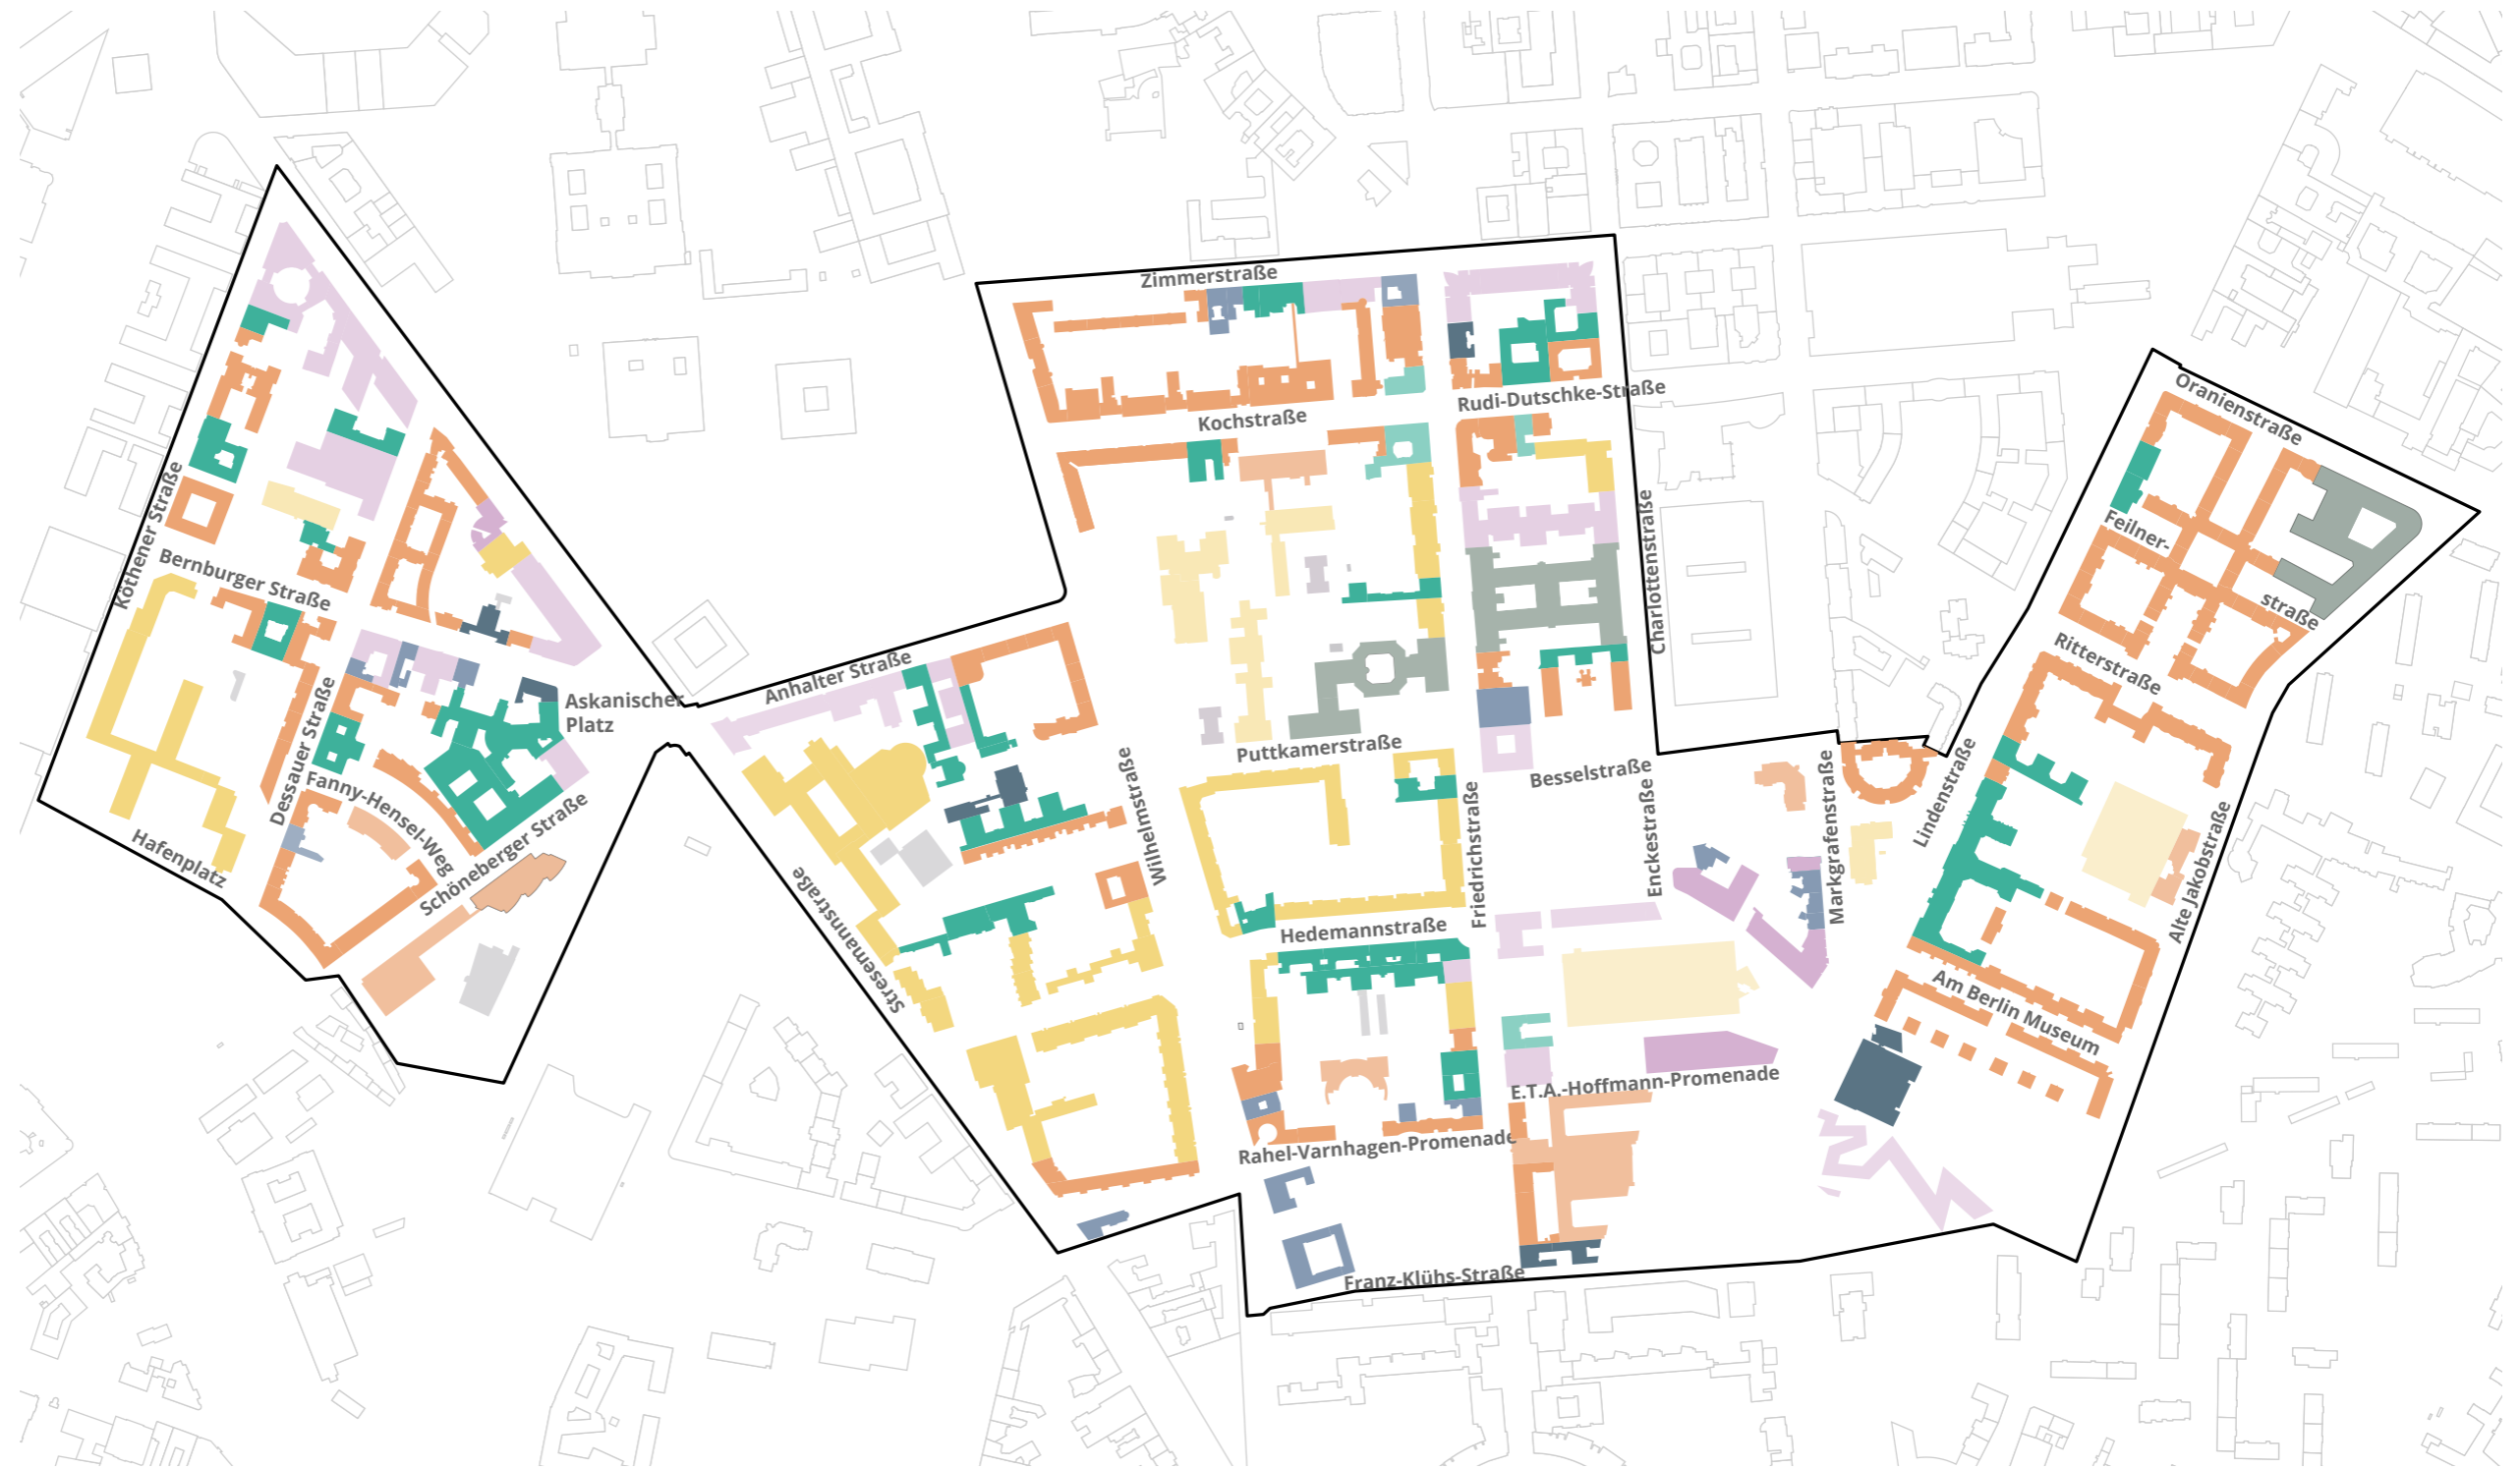 Zimmerstraße
Oranienstraße
Rudi-Dutschke-Straße
Kochstraße
Köthener Straße
Charlottenstraße
Feilner-
straße
Bernburger Straße
Ritterstraße
Anhalter Straße
Askanischer
Platz
Dessauer Straße
Puttkamerstraße
Besselstraße
Wilhelmstraße
Fanny-Hensel-Weg
Friedrichstraße
Enckestraße
Markgrafenstraße
Lindenstraße
Alte Jakobstraße
Schöneberger Straße
Hafenplatz
Stresemannstraße
Hedemannstraße
Am Berlin Museum
E.T.A.-Hoffmann-Promenade
Rahel-Varnhagen-Promenade
Franz-Klühs-Straße